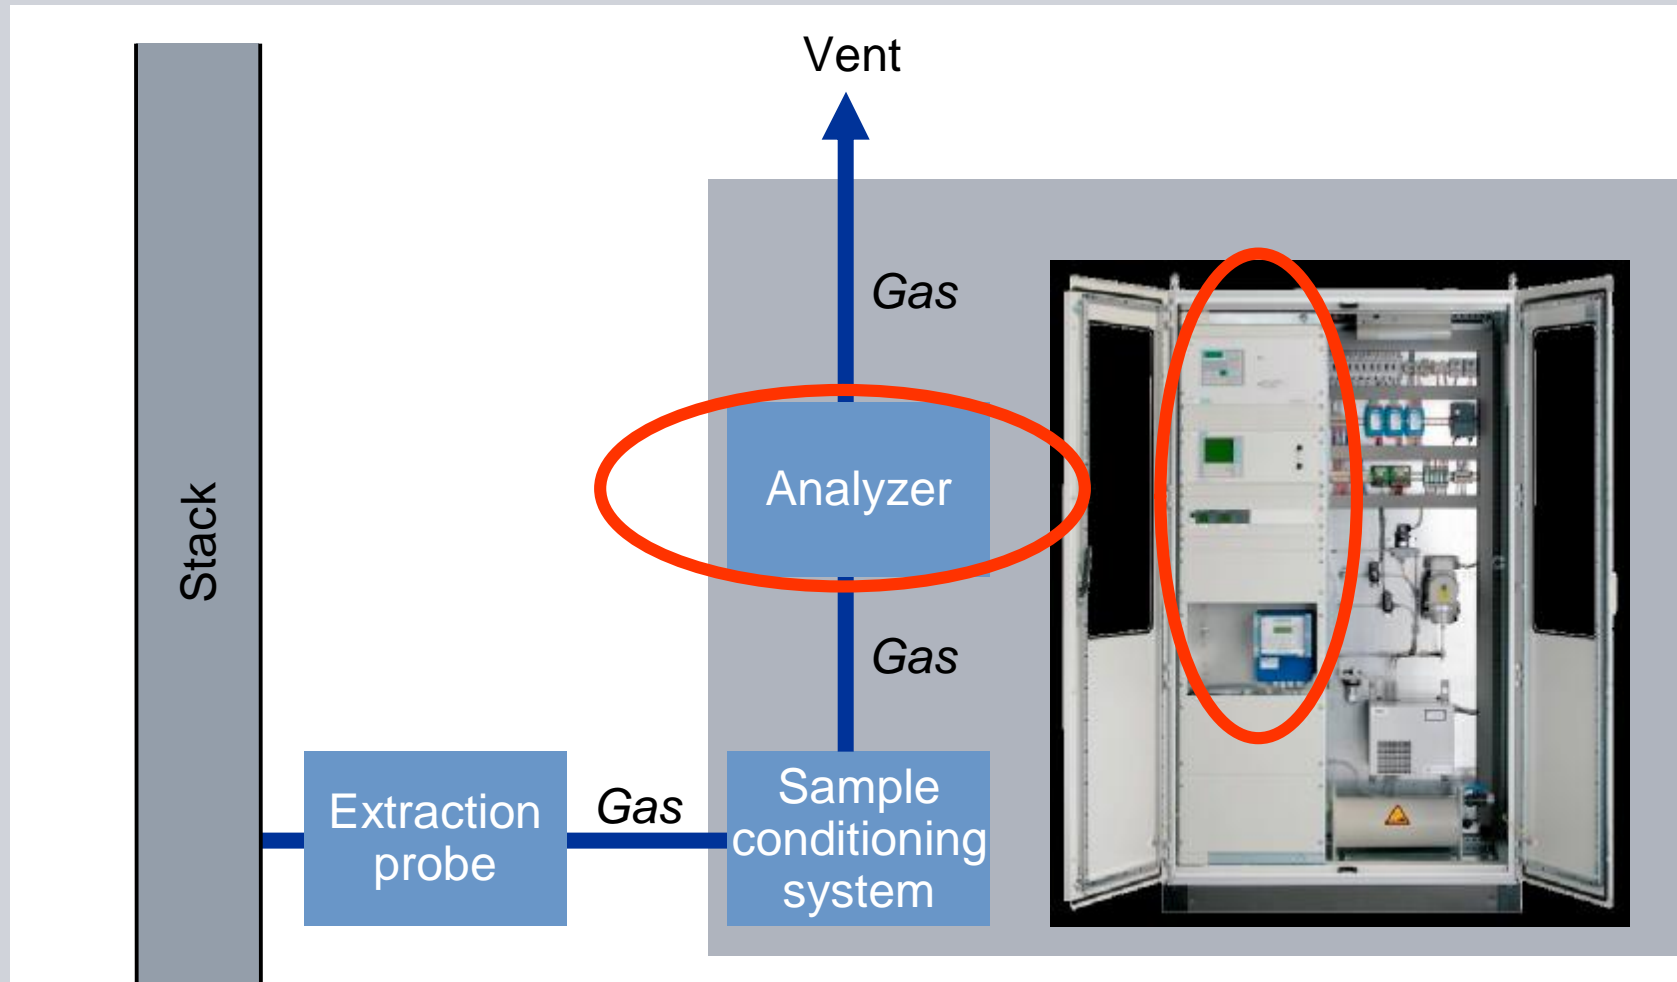 Vent
Gas
Analyzer
Stack
Gas
Extraction
probe
Gas
Sample
conditioning
system